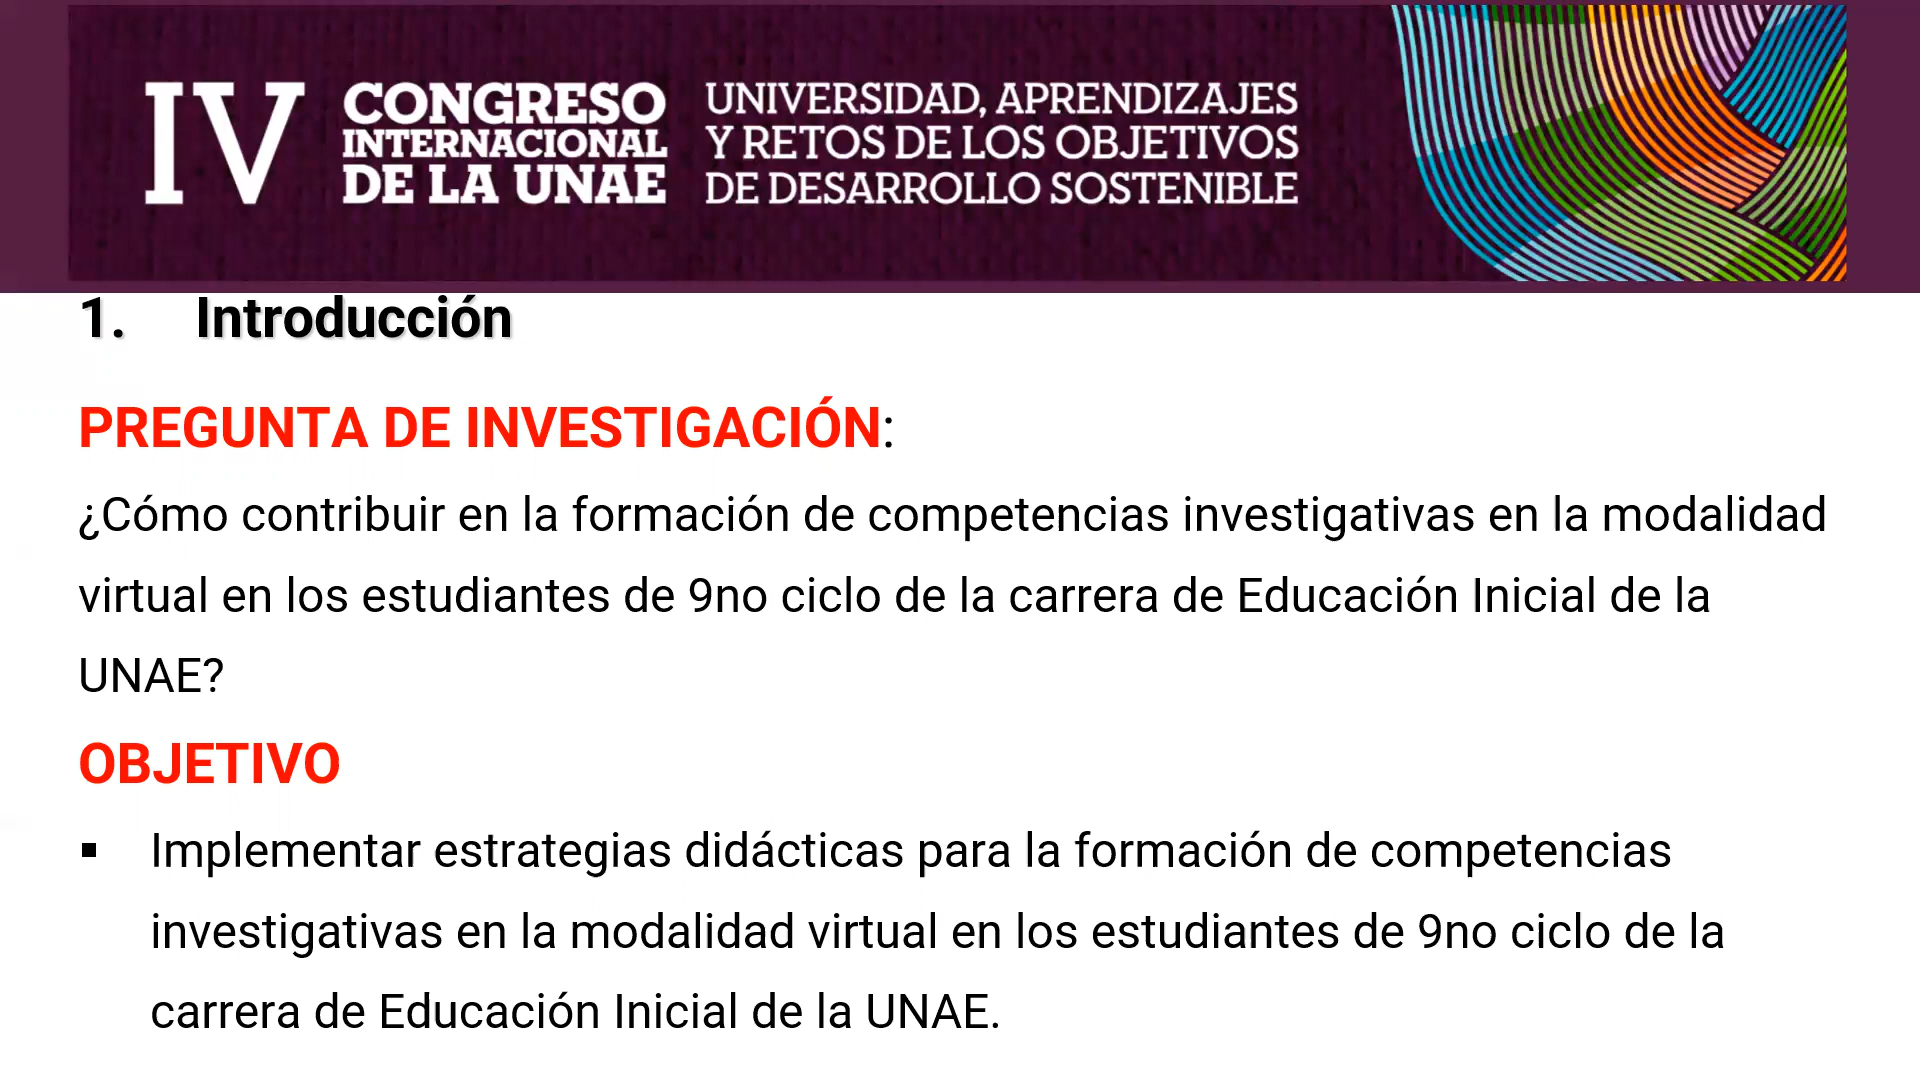 IV CONGRESO INTERNACIONAL DE LA UNAE
UNIVERSIDAD, APRENDIZAJES
Y RETOS DE LOS OBJETIVOS
DE DESARROLLO SOSTENIBLE
1. Introducción
PREGUNTA DE INVESTIGACIÓN:
¿Cómo contribuir en la formación de competencias investigativas en la modalidad
virtual en los estudiantes de 9no ciclo de la carrera de Educación Inicial de la
UNAE?
OBJETIVO
▪ Implementar estrategias didácticas para la formación de competencias
investigativas en la modalidad virtual en los estudiantes de 9no ciclo de la
carrera de Educación Inicial de la UNAE.